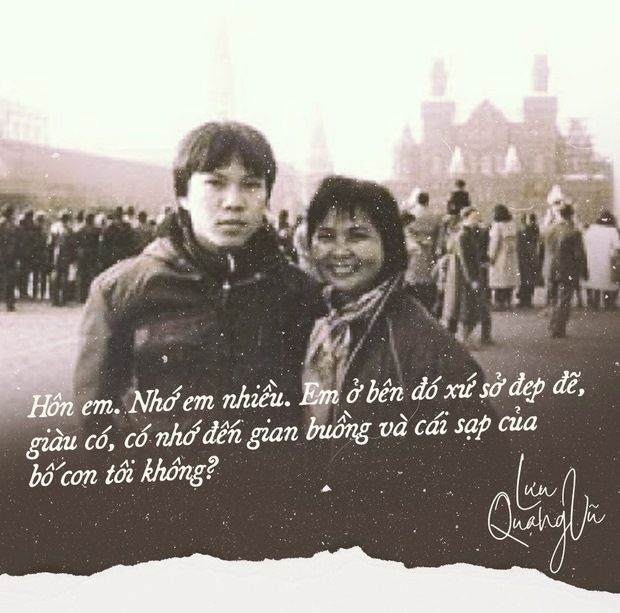 Hôn em. Nhớ em nhiều. Em ở bên đó xứ sở đẹp đẽ,
giàu có, có nhớ đến gian buồng và cái sạp của
bố con tôi không?
Lưu
Quang Vũ